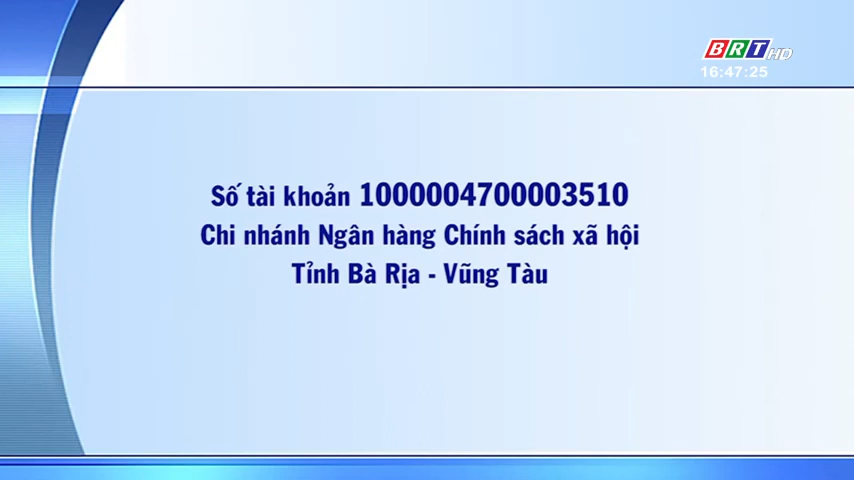 BRT HD
16:47:25
Số tài khoản 1000004700003510
Chi nhánh Ngân hàng Chính sách xã hội
Tỉnh Bà Rịa - Vũng Tàu